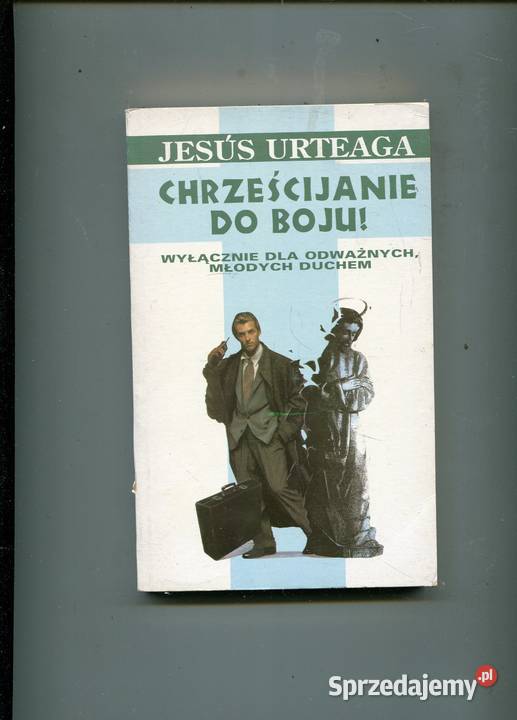 JESÚS URTEAGA
CHRZEŚCIJANIE
DO BOJU!
WYŁĄCZNIE DLA ODWAŻNYCH,
MŁODYCH DUCHEM
Sprzedajemy.pl